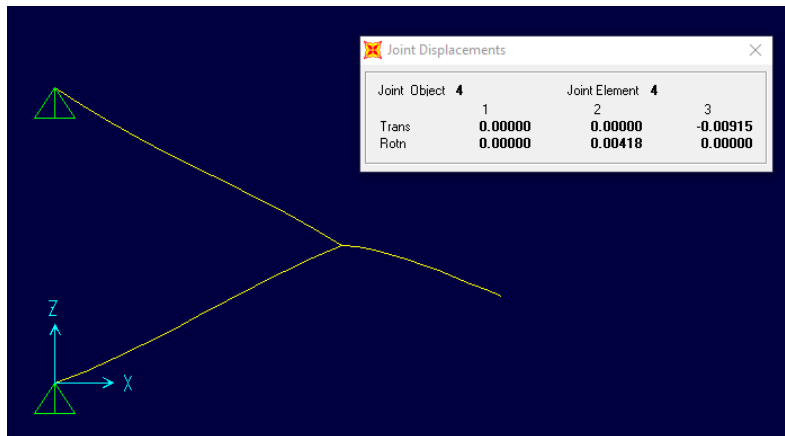 Joint Displacements
Joint Object 4 Joint Element 4
1 2 3
Trans 0.00000 0.00000 -0.00915
Rotn 0.00000 0.00418 0.00000
Z
X